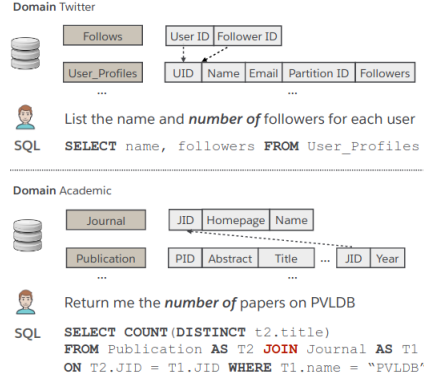 Domain Twitter
Follows User ID Follower ID
User_Profiles UID Name Email Partition ID Followers
... ...
List the name and number of followers for each user
SQL SELECT name, followers FROM User_Profiles
Domain Academic
Journal JID Homepage Name
Publication PID Abstract Title ... JID Year
... ...
Return me the number of papers on PVLDB
SQL SELECT COUNT(DISTINCT t2.title)
FROM Publication AS T2 JOIN Journal AS T1
ON T2.JID = T1.JID WHERE T1.name = “PVLDB”